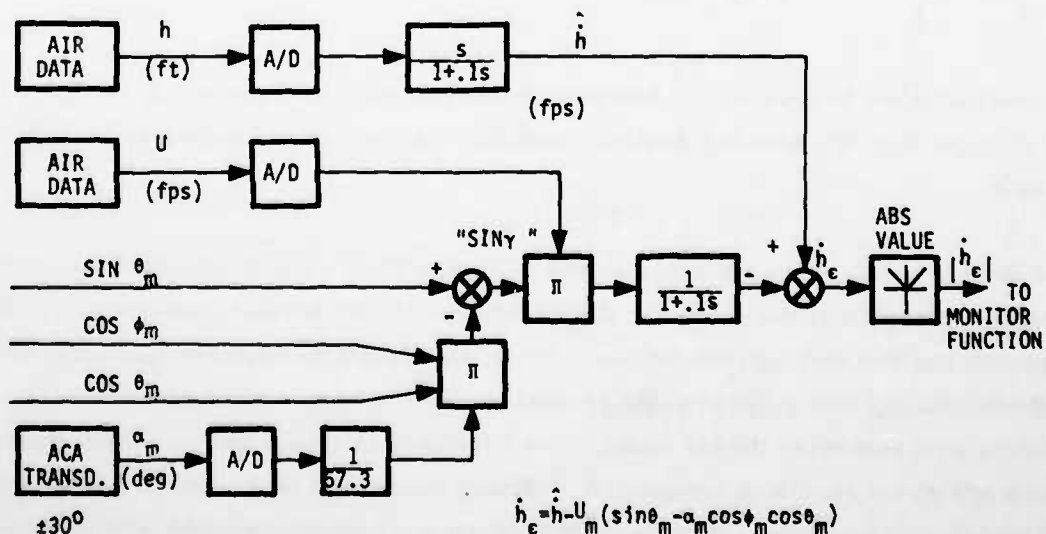 AIR DATA
h
(ft)
A/D
s
1+.1s
ĥ̇
(fps)
AIR DATA
U
(fps)
A/D
"SINγ "
ABS VALUE
SIN θm
+
-
π
1
1+.1s
-
+
ḣε
|ḣε|
TO MONITOR FUNCTION
COS ϕm
COS θm
π
ACA TRANSD.
αm
(deg)
A/D
1
57.3
±30°
ḣε=ĥ̇-Um(sinθm-αmcosϕmcosθm)